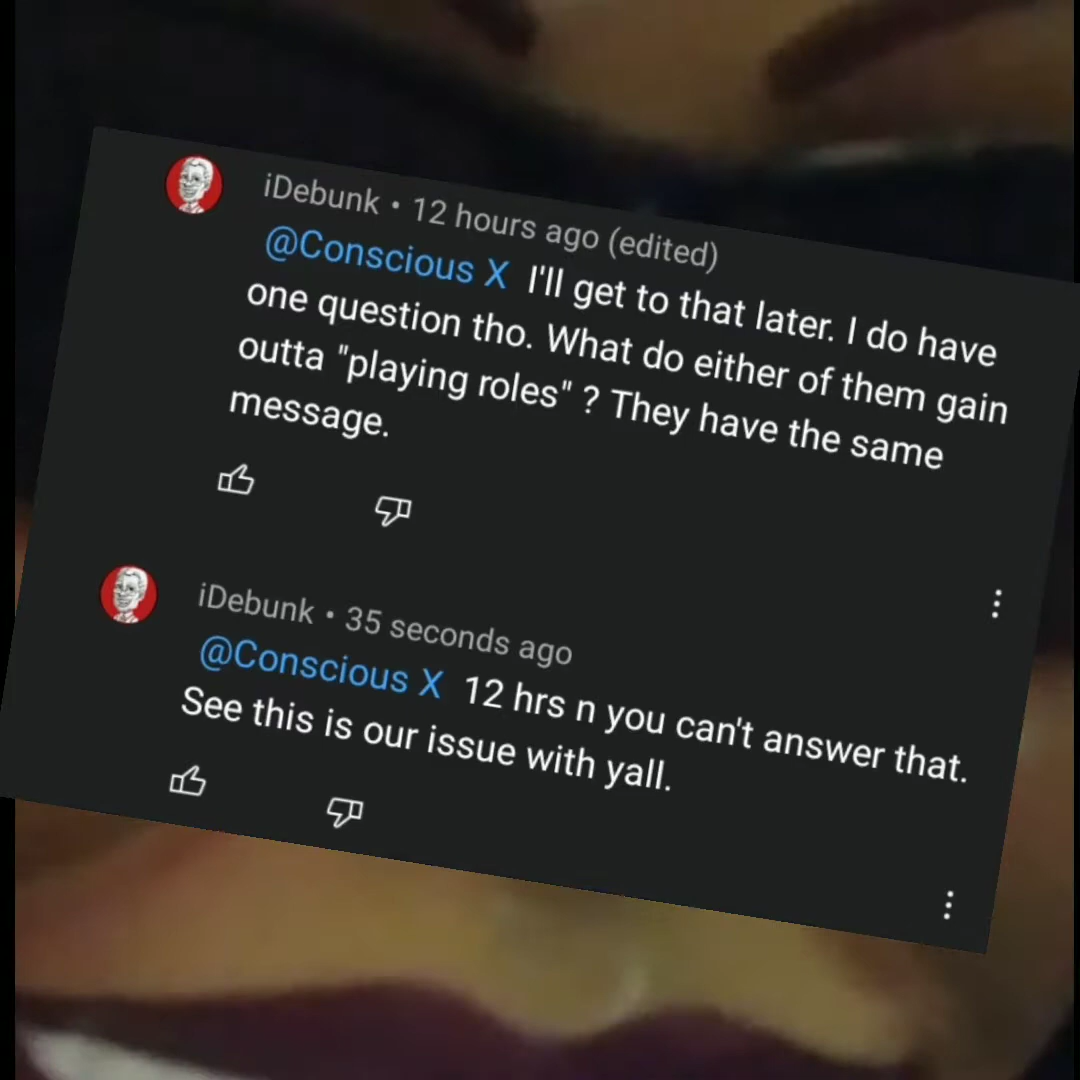 iDebunk • 12 hours ago (edited)
@Conscious X I'll get to that later. I do have
one question tho. What do either of them gain
outta "playing roles" ? They have the same
message.
iDebunk • 35 seconds ago
@Conscious X 12 hrs n you can't answer that.
See this is our issue with yall.